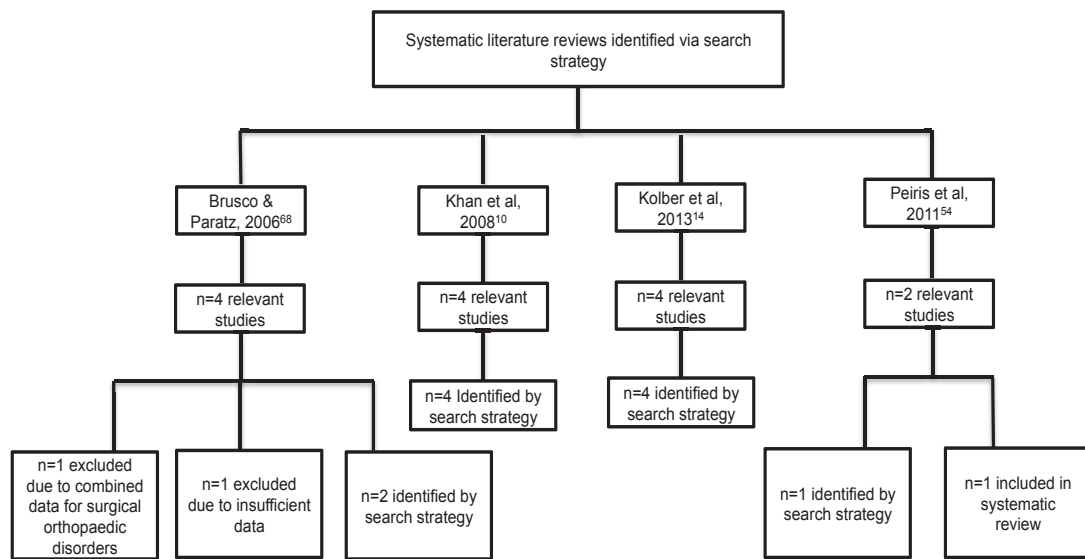 Systematic literature reviews identified via search
strategy
Brusco &
Paratz, 2006⁶⁸
Khan et al,
2008¹⁰
Kolber et al,
2013¹⁴
Peiris et al,
2011⁵⁴
n=4 relevant
studies
n=4 relevant
studies
n=4 relevant
studies
n=2 relevant
studies
n=4 Identified by
search strategy
n=4 identified by
search strategy
n=1 excluded
due to combined
data for surgical
orthopaedic
disorders
n=1 excluded
due to insufficient
data
n=2 identified by
search strategy
n=1 identified by
search strategy
n=1 included in
systematic
review